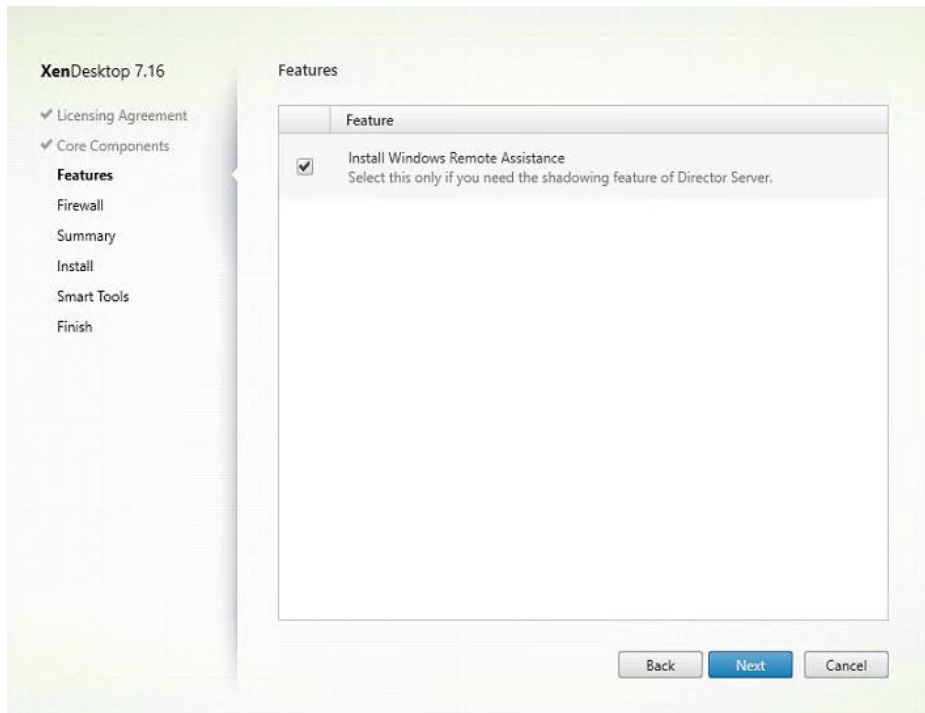 XenDesktop 7.16
Licensing Agreement
Core Components
Features
Firewall
Summary
Install
Smart Tools
Finish
Features
Feature
Install Windows Remote Assistance
Select this only if you need the shadowing feature of Director Server.
Back
Next
Cancel